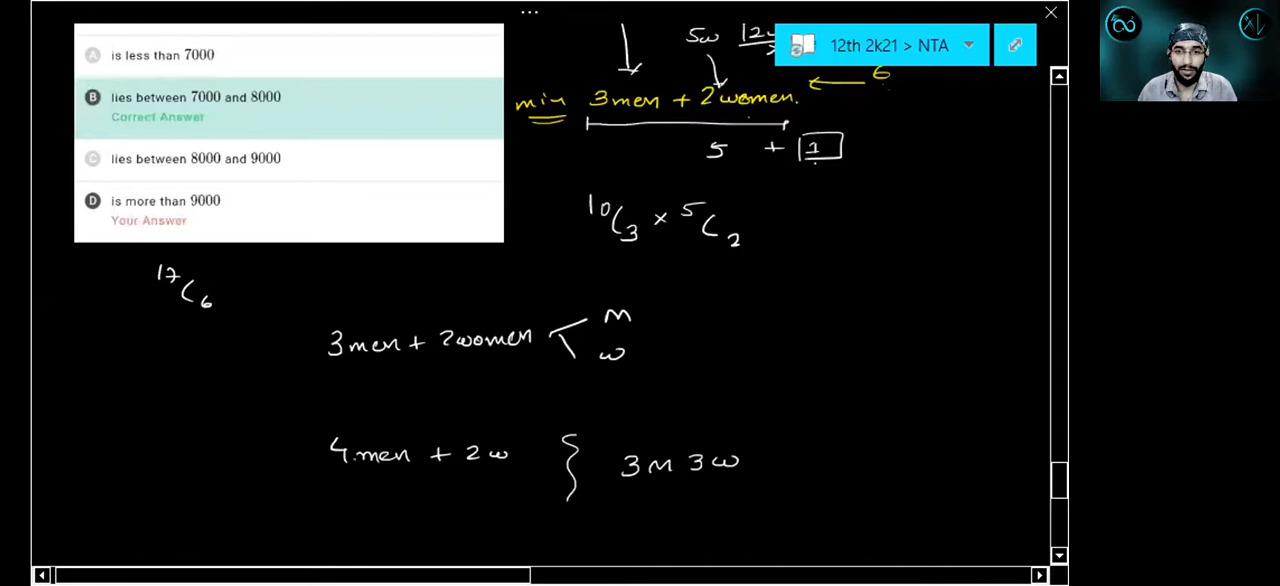 A is less than 7000
B lies between 7000 and 8000
Correct Answer
C lies between 8000 and 9000
D is more than 9000
Your Answer
12th 2k21 > NTA
5w
min 3men + 2women. ← 6
5 + 1
¹⁰C₃ × ⁵C₂
¹⁷C₆
3men + 2women < M
w
4.men + 2w } 3M 3w